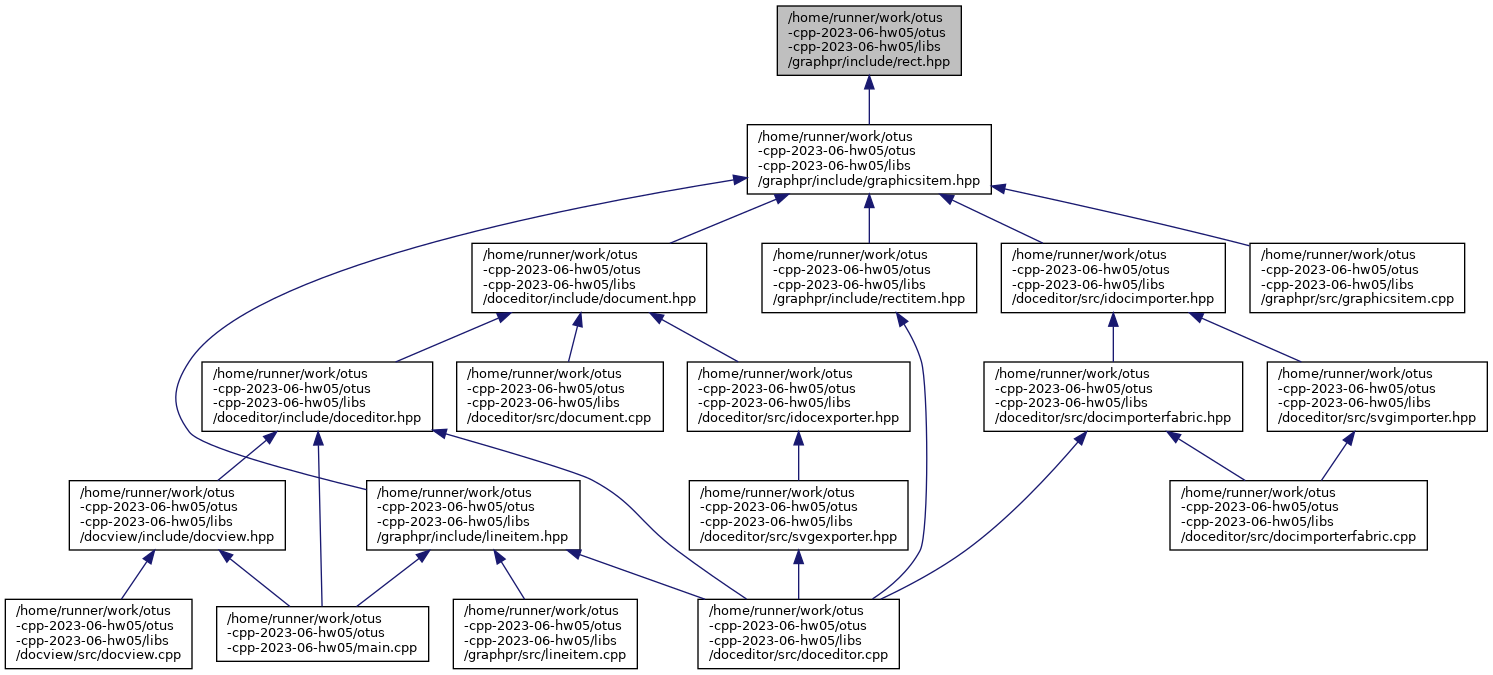 /home/runner/work/otus
-cpp-2023-06-hw05/otus
-cpp-2023-06-hw05/libs
/graphpr/include/rect.hpp
/home/runner/work/otus
-cpp-2023-06-hw05/otus
-cpp-2023-06-hw05/libs
/graphpr/include/graphicsitem.hpp
/home/runner/work/otus
-cpp-2023-06-hw05/otus
-cpp-2023-06-hw05/libs
/doceditor/include/document.hpp
/home/runner/work/otus
-cpp-2023-06-hw05/otus
-cpp-2023-06-hw05/libs
/graphpr/include/rectitem.hpp
/home/runner/work/otus
-cpp-2023-06-hw05/otus
-cpp-2023-06-hw05/libs
/doceditor/src/idocimporter.hpp
/home/runner/work/otus
-cpp-2023-06-hw05/otus
-cpp-2023-06-hw05/libs
/graphpr/src/graphicsitem.cpp
/home/runner/work/otus
-cpp-2023-06-hw05/otus
-cpp-2023-06-hw05/libs
/doceditor/include/doceditor.hpp
/home/runner/work/otus
-cpp-2023-06-hw05/otus
-cpp-2023-06-hw05/libs
/doceditor/src/document.cpp
/home/runner/work/otus
-cpp-2023-06-hw05/otus
-cpp-2023-06-hw05/libs
/doceditor/src/idocexporter.hpp
/home/runner/work/otus
-cpp-2023-06-hw05/otus
-cpp-2023-06-hw05/libs
/doceditor/src/docimporterfabric.hpp
/home/runner/work/otus
-cpp-2023-06-hw05/otus
-cpp-2023-06-hw05/libs
/doceditor/src/svgimporter.hpp
/home/runner/work/otus
-cpp-2023-06-hw05/otus
-cpp-2023-06-hw05/libs
/docview/include/docview.hpp
/home/runner/work/otus
-cpp-2023-06-hw05/otus
-cpp-2023-06-hw05/libs
/graphpr/include/lineitem.hpp
/home/runner/work/otus
-cpp-2023-06-hw05/otus
-cpp-2023-06-hw05/libs
/doceditor/src/svgexporter.hpp
/home/runner/work/otus
-cpp-2023-06-hw05/otus
-cpp-2023-06-hw05/libs
/doceditor/src/docimporterfabric.cpp
/home/runner/work/otus
-cpp-2023-06-hw05/otus
-cpp-2023-06-hw05/libs
/docview/src/docview.cpp
/home/runner/work/otus
-cpp-2023-06-hw05/otus
-cpp-2023-06-hw05/main.cpp
/home/runner/work/otus
-cpp-2023-06-hw05/otus
-cpp-2023-06-hw05/libs
/graphpr/src/lineitem.cpp
/home/runner/work/otus
-cpp-2023-06-hw05/otus
-cpp-2023-06-hw05/libs
/doceditor/src/doceditor.cpp